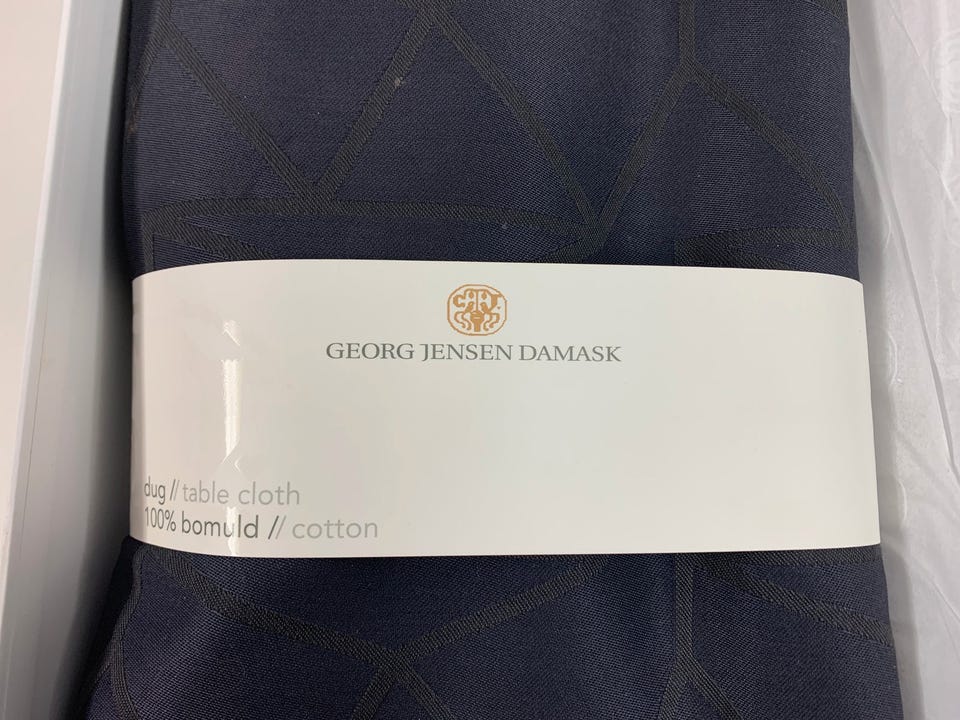 GEORG JENSEN DAMASK
dug // table cloth
100% bomuld // cotton